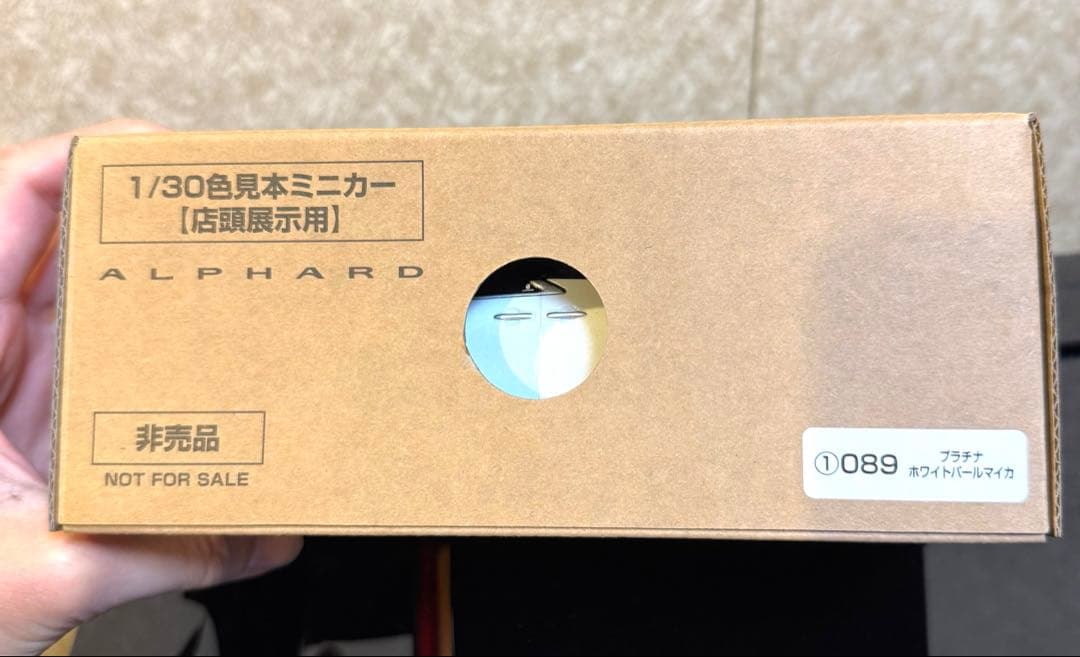 1/30色見本ミニカー
【店頭展示用】
ALPHARD
非売品
NOT FOR SALE
①089
プラチナ
ホワイトパールマイカ